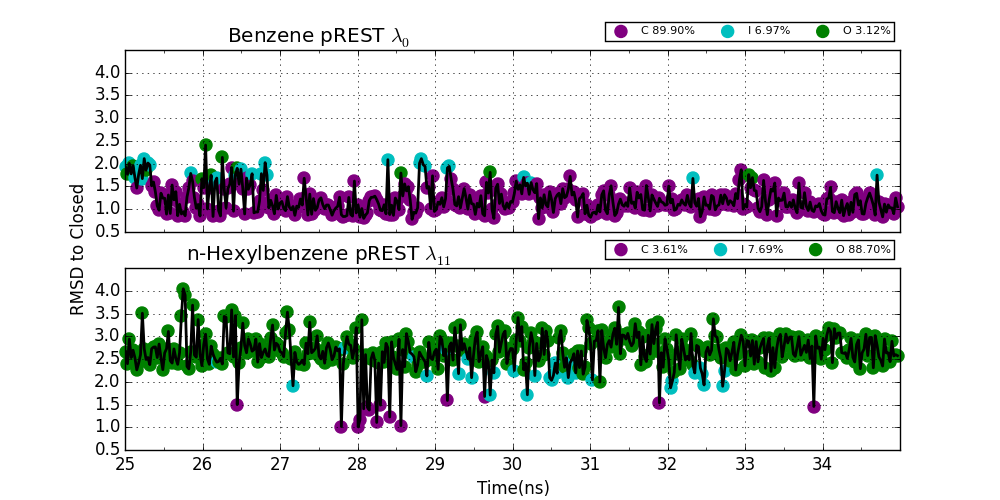 Benzene pREST λ0
C 89.90% I 6.97% O 3.12%
4.0
3.5
3.0
2.5
2.0
1.5
1.0
0.5
RMSD to Closed
n-Hexylbenzene pREST λ11
C 3.61% I 7.69% O 88.70%
4.0
3.5
3.0
2.5
2.0
1.5
1.0
0.5
25 26 27 28 29 30 31 32 33 34
Time(ns)